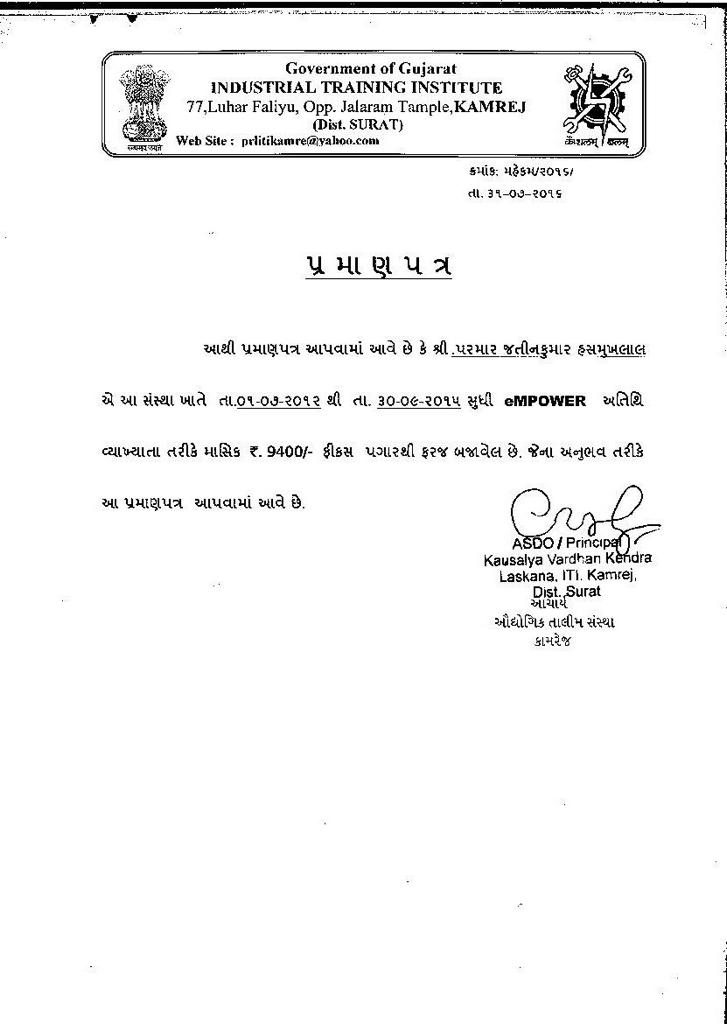 Government of Gujarat
INDUSTRIAL TRAINING INSTITUTE
77,Luhar Faliyu, Opp. Jalaram Tample,KAMREJ
(Dist. SURAT)
Web Site : prlitikamre@yahoo.com
सत्यमेव जयते
कौशलम् बलम्
ક્રમાંક: મહેકમ/૨૦૧૬/
તા. ૩૧-૦૭-૨૦૧૬
પ્ર મા ણ પ ત્ર
આથી પ્રમાણપત્ર આપવામાં આવે છે કે શ્રી .પરમાર જતીનકુમાર હસમુખલાલ
એ આ સંસ્થા ખાતે તા.૦૧-૦૭-૨૦૧૨ થી તા. ૩૦-૦૯-૨૦૧૫ સુધી eMPOWER અતિથિ
વ્યાખ્યાતા તરીકે માસિક ₹. 9400/- ફીકસ પગારથી ફરજ બજાવેલ છે. જેના અનુભવ તરીકે
આ પ્રમાણપત્ર આપવામાં આવે છે.
ASDO / Principal
Kausalya Vardhan Kendra
Laskana, ITI. Kamrej,
Dist. Surat
આચાર્ય
ઔધોગિક તાલીમ સંસ્થા
કામરેજ